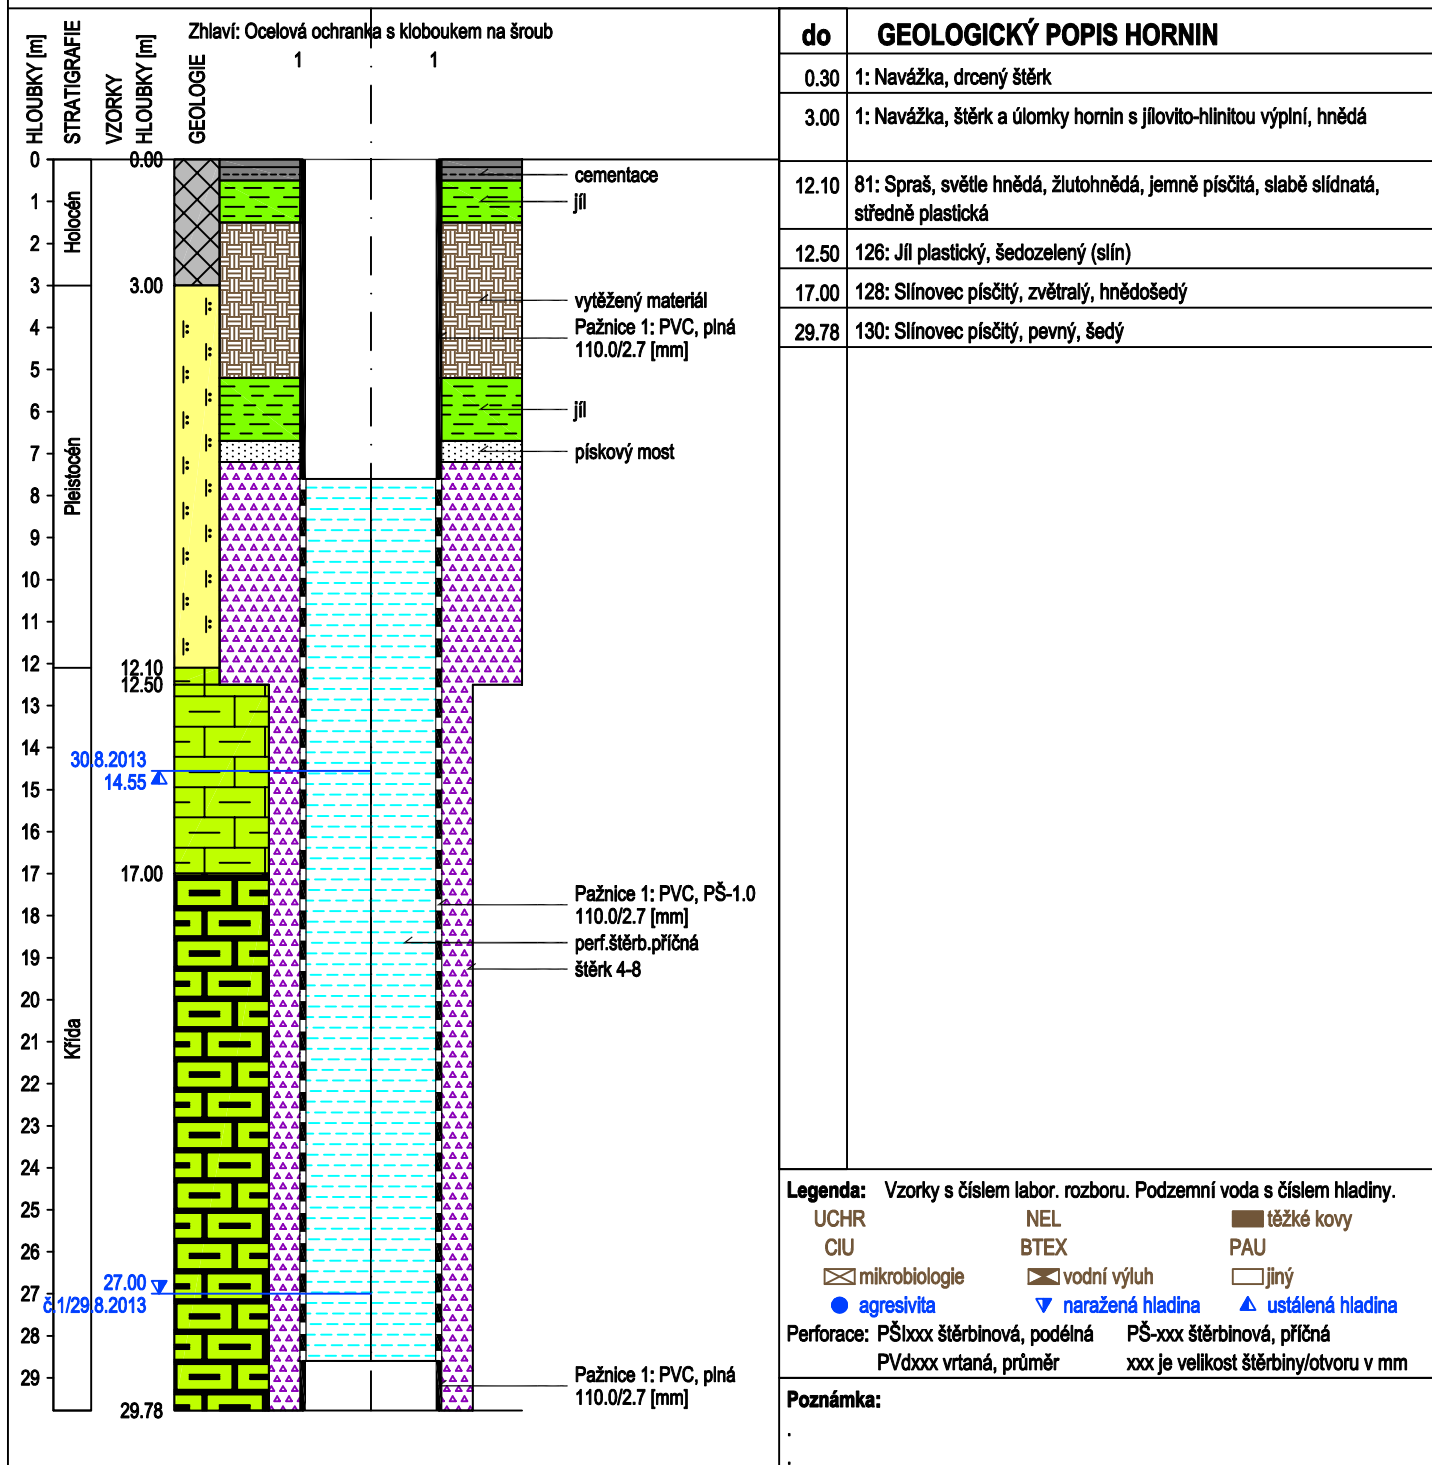 HLOUBKY [m]
STRATIGRAFIE
VZORKY
HLOUBKY [m]
GEOLOGIE
Zhlaví: Ocelová ochranka s kloboukem na šroub
1 1
0
1
2
3
4
5
6
7
8
9
10
11
12
13
14
15
16
17
18
19
20
21
22
23
24
25
26
27
28
29
Holocén
Pleistocén
Křída
0.00
3.00
12.10
12.50
30.8.2013
14.55
17.00
27.00
č.1/29.8.2013
29.78
cementace
jíl
vytěžený materiál
Pažnice 1: PVC, plná
110.0/2.7 [mm]
jíl
pískový most
Pažnice 1: PVC, PŠ-1.0
110.0/2.7 [mm]
perf.štěrb.příčná
štěrk 4-8
Pažnice 1: PVC, plná
110.0/2.7 [mm]
do GEOLOGICKÝ POPIS HORNIN
0.30 1: Navážka, drcený štěrk
3.00 1: Navážka, štěrk a úlomky hornin s jílovito-hlinitou výplní, hnědá
12.10 81: Spraš, světle hnědá, žlutohnědá, jemně písčitá, slabě slídnatá,
středně plastická
12.50 126: Jíl plastický, šedozelený (slín)
17.00 128: Slínovec písčitý, zvětralý, hnědošedý
29.78 130: Slínovec písčitý, pevný, šedý
Legenda: Vzorky s číslem labor. rozboru. Podzemní voda s číslem hladiny.
UCHR NEL těžké kovy
CIU BTEX PAU
mikrobiologie vodní výluh jiný
agresivita naražená hladina ustálená hladina
Perforace: PŠIxxx štěrbinová, podélná PŠ-xxx štěrbinová, příčná
PVdxxx vrtaná, průměr xxx je velikost štěrbiny/otvoru v mm
Poznámka:
.
.